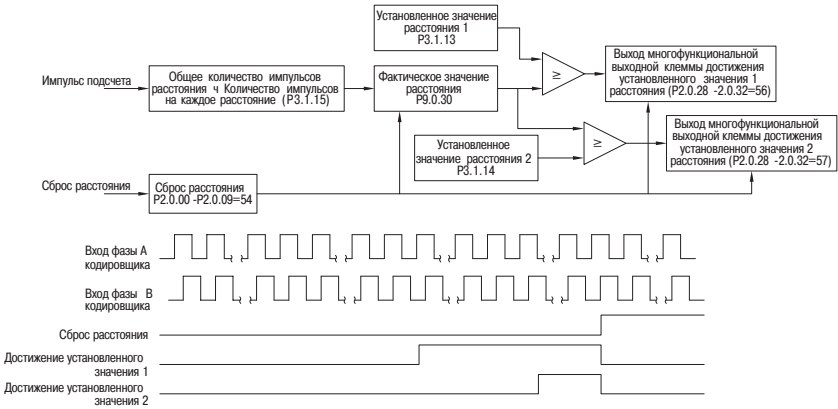 Установленное значение
расстояния 1
P3.1.13
Импульс подсчета
Общее количество импульсов
расстояния ч Количество импульсов
на каждое расстояние (P3.1.15)
Фактическое значение
расстояния
P9.0.30
≥
Выход многофункциональной
выходной клеммы достижения
установленного значения 1
расстояния (P2.0.28 -2.0.32=56)
Установленное
значение расстояния 2
P3.1.14
≥
Выход многофункциональной
выходной клеммы достижения
установленного значения 2
расстояния (P2.0.28 -2.0.32=57)
Сброс расстояния
Сброс расстояния
P2.0.00 -P2.0.09=54
Вход фазы A
кодировщика
Вход фазы B
кодировщика
Сброс расстояния
Достижение установленного
значения 1
Достижение установленного
значения 2